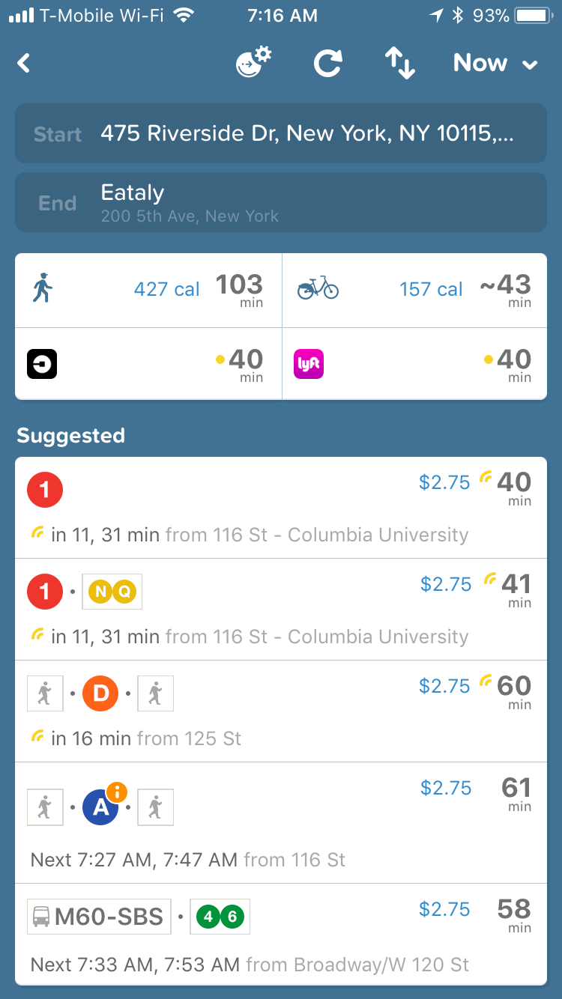 T-Mobile Wi-Fi 7:16 AM 93%
Now
Start 475 Riverside Dr, New York, NY 10115,...
End Eataly
200 5th Ave, New York
427 cal 103 min
157 cal ~43 min
40 min
lyft 40 min
Suggested
1 $2.75 40 min
in 11, 31 min from 116 St - Columbia University
1 · N Q $2.75 41 min
in 11, 31 min from 116 St - Columbia University
· D · $2.75 60 min
in 16 min from 125 St
· A i · $2.75 61 min
Next 7:27 AM, 7:47 AM from 116 St
M60-SBS · 4 6 $2.75 58 min
Next 7:33 AM, 7:53 AM from Broadway/W 120 St